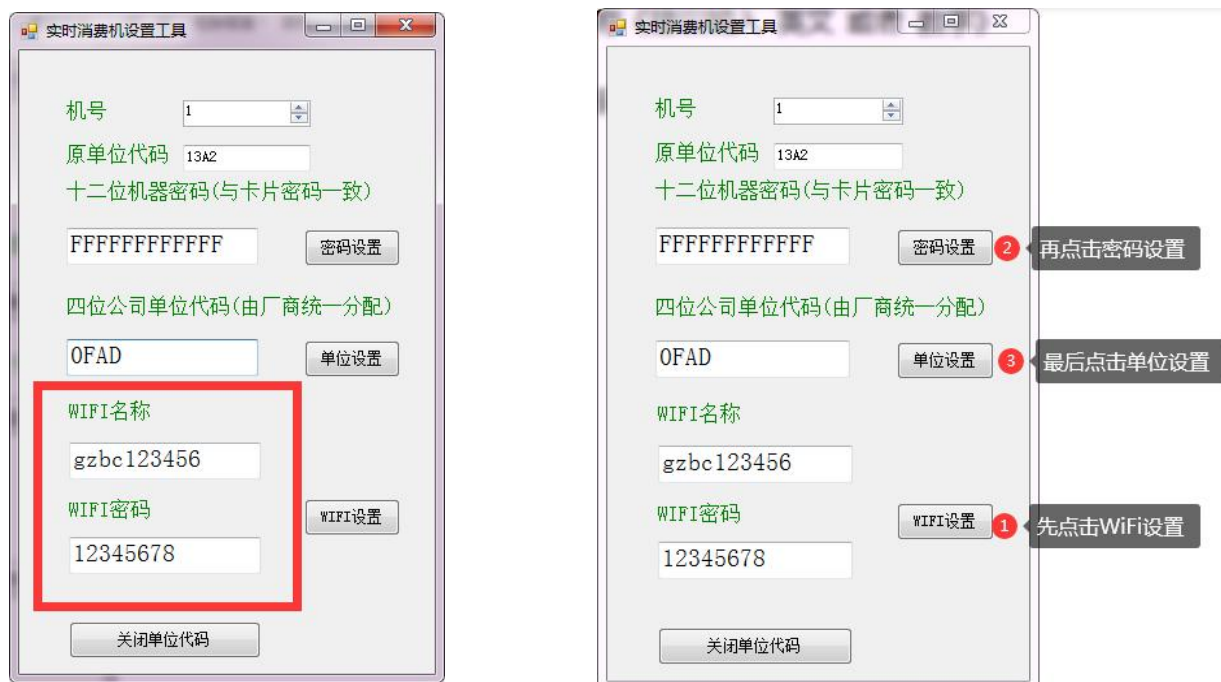 实时消费机设置工具
机号 1
原单位代码 13A2
十二位机器密码(与卡片密码一致)
FFFFFFFFFFFF 密码设置
四位公司单位代码(由厂商统一分配)
0FAD 单位设置
WIFI名称
gzbc123456
WIFI密码
WIFI设置
12345678
关闭单位代码
实时消费机设置工具
机号 1
原单位代码 13A2
十二位机器密码(与卡片密码一致)
FFFFFFFFFFFF 密码设置 2 再点击密码设置
四位公司单位代码(由厂商统一分配)
0FAD 单位设置 3 最后点击单位设置
WIFI名称
gzbc123456
WIFI密码
WIFI设置 1 先点击WiFi设置
12345678
关闭单位代码